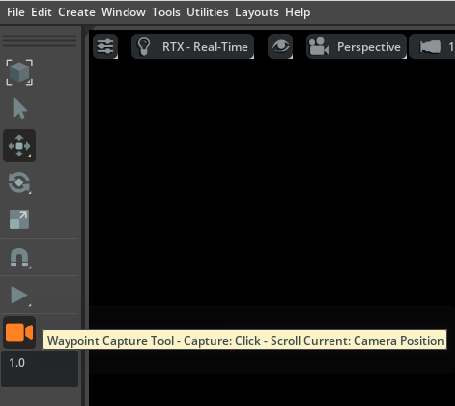 File Edit Create Window Tools Utilities Layouts Help
RTX - Real-Time Perspective 1
Waypoint Capture Tool - Capture: Click - Scroll Current: Camera Position
1.0